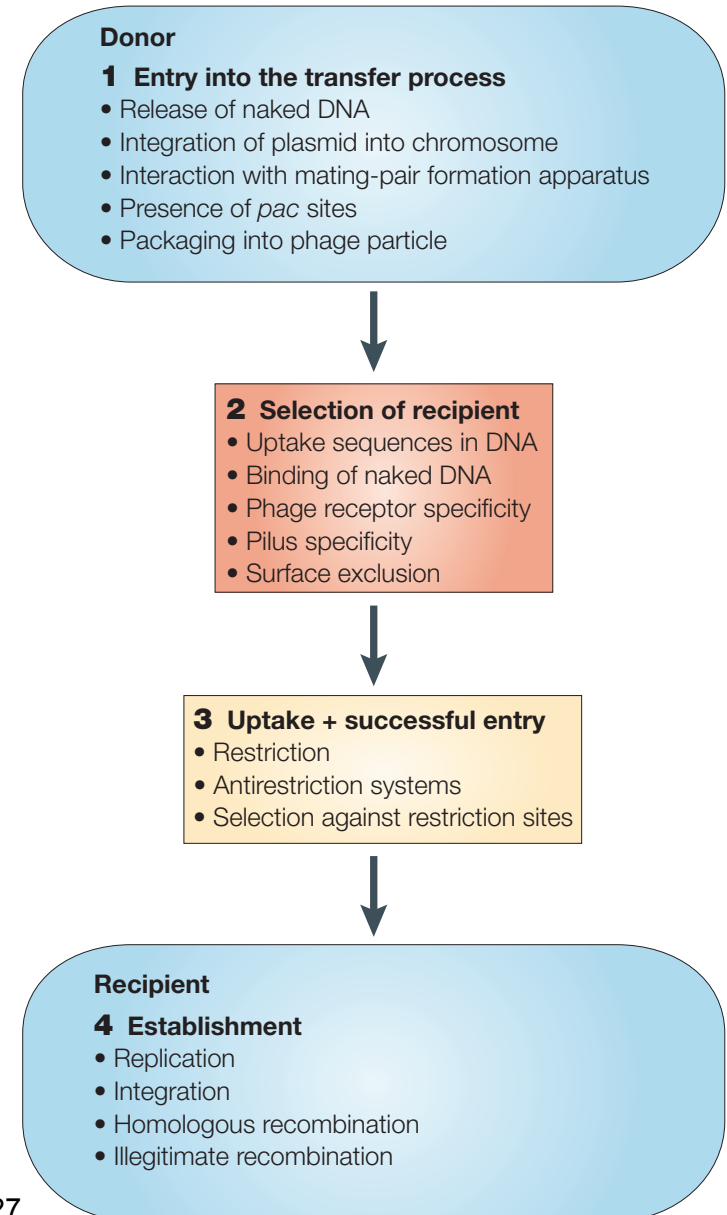 Donor
1 Entry into the transfer process
• Release of naked DNA
• Integration of plasmid into chromosome
• Interaction with mating-pair formation apparatus
• Presence of pac sites
• Packaging into phage particle
2 Selection of recipient
• Uptake sequences in DNA
• Binding of naked DNA
• Phage receptor specificity
• Pilus specificity
• Surface exclusion
3 Uptake + successful entry
• Restriction
• Antirestriction systems
• Selection against restriction sites
Recipient
4 Establishment
• Replication
• Integration
• Homologous recombination
• Illegitimate recombination
27